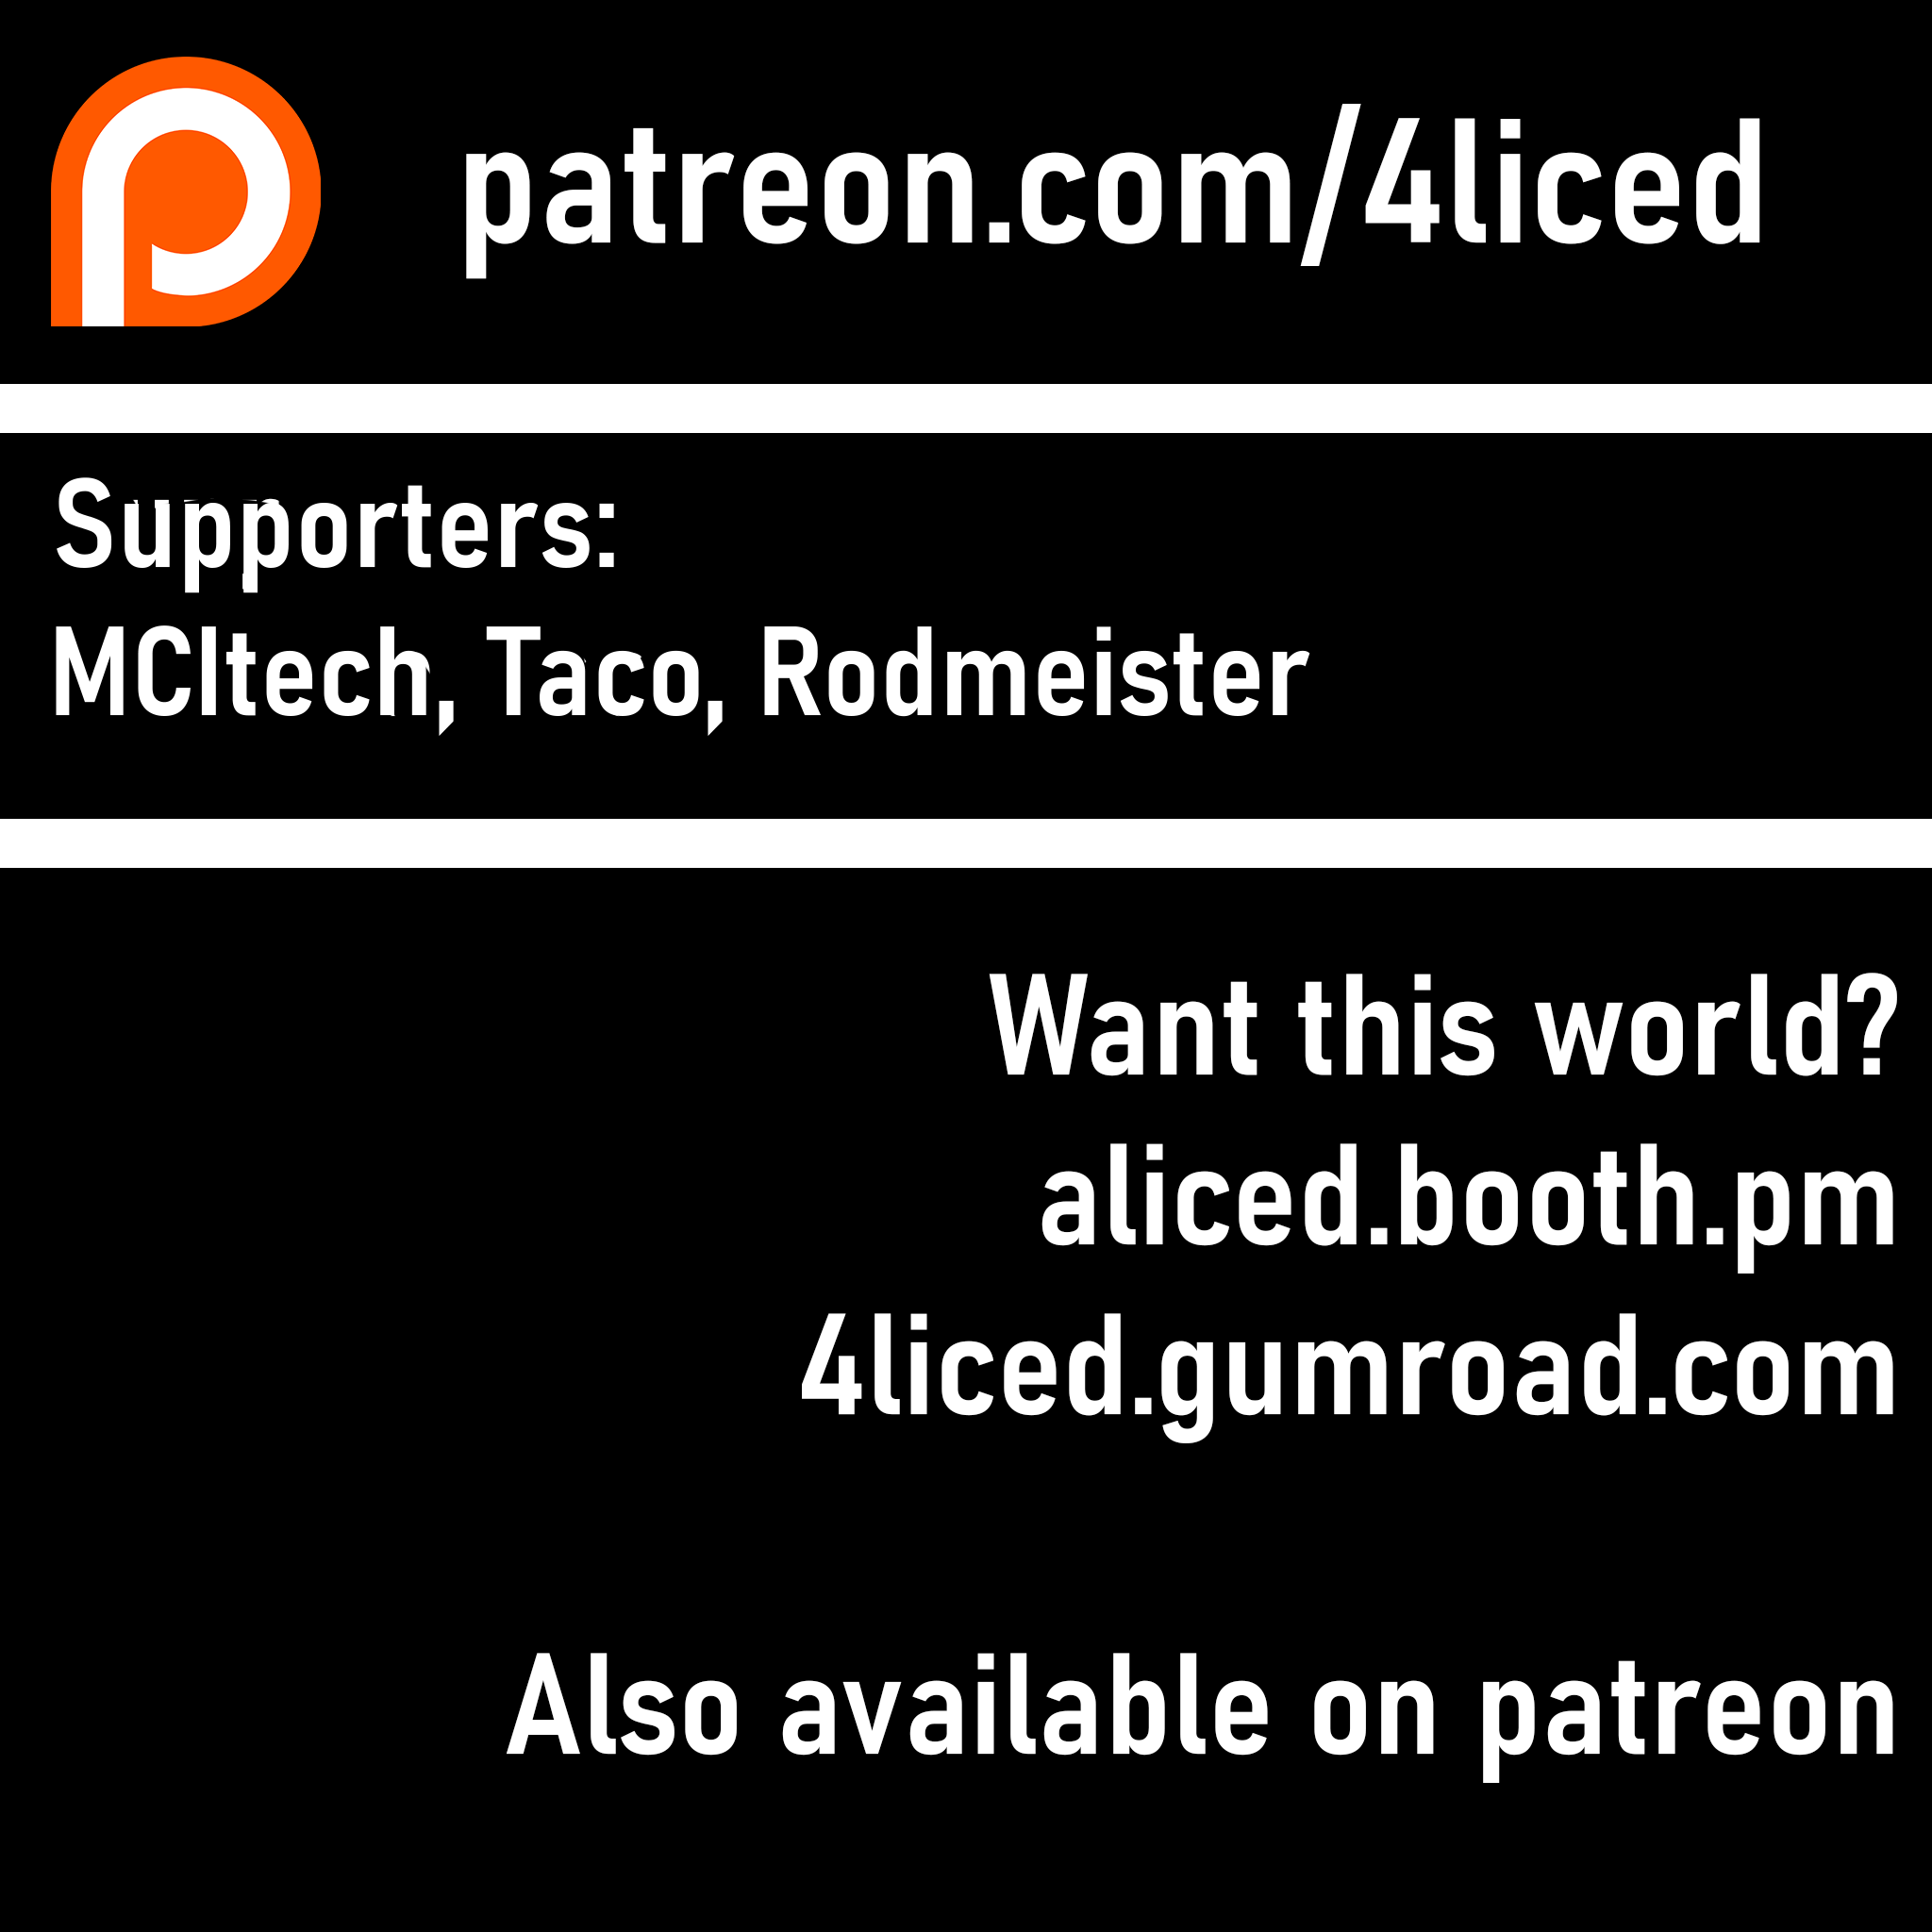 patreon.com/4liced
Supporters:
MCItech, Taco, Rodmeister
Want this world?
aliced.booth.pm
4liced.gumroad.com
Also available on patreon